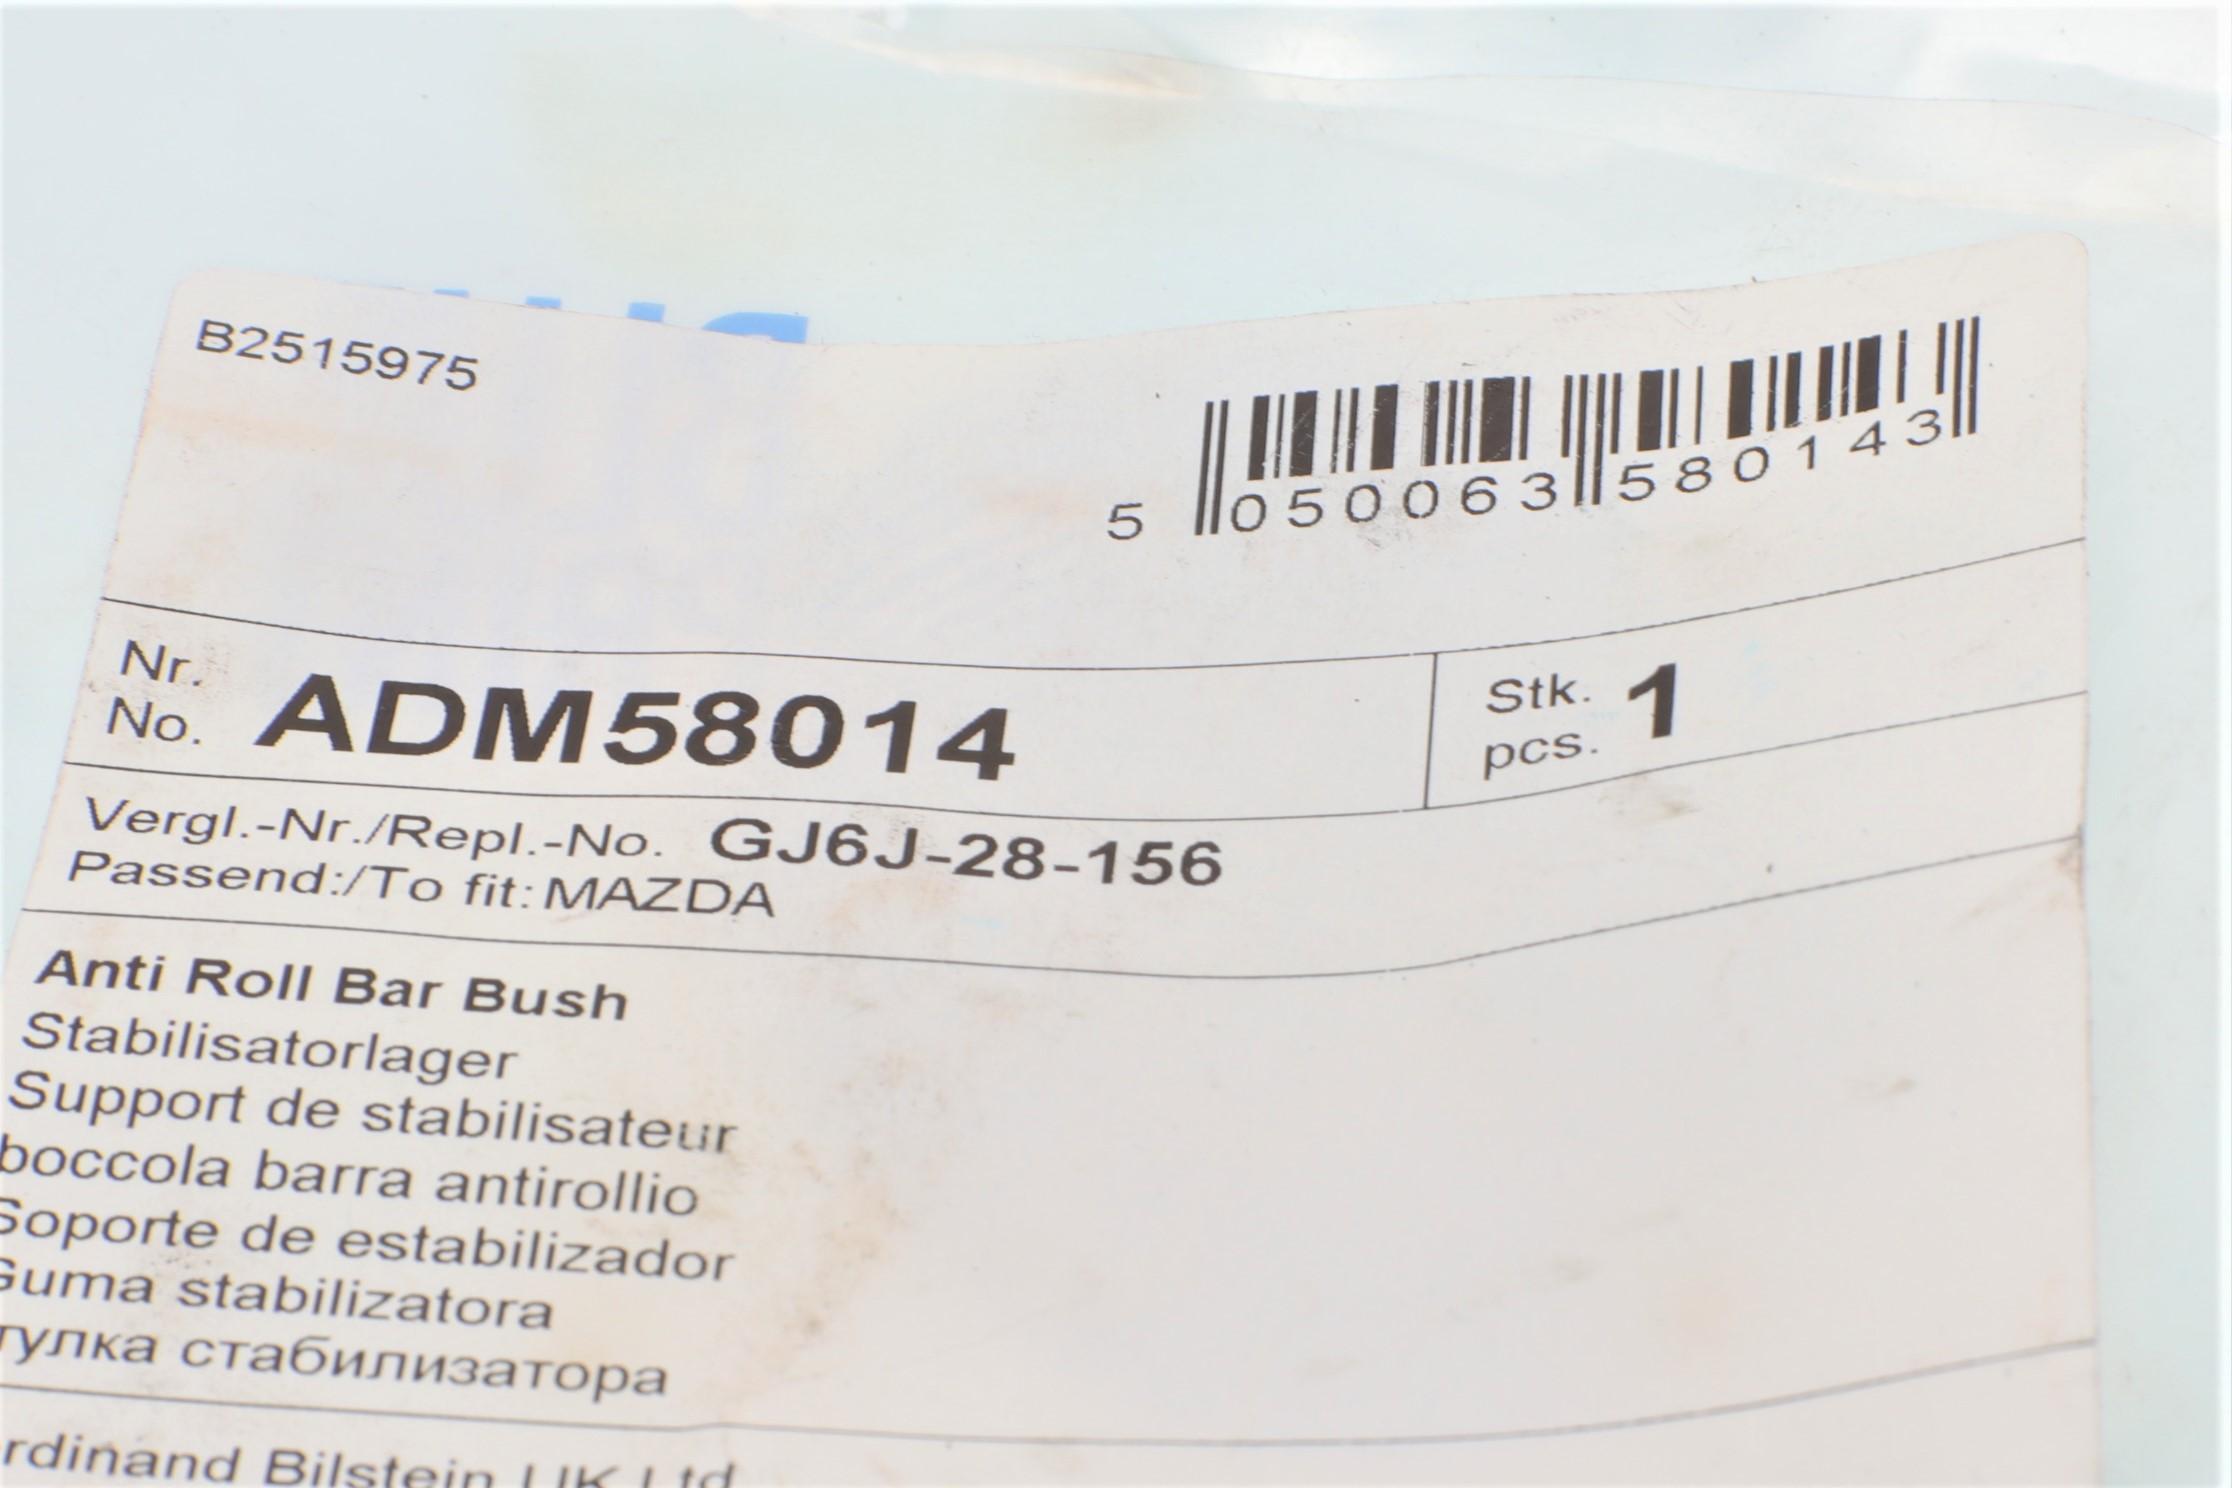 B2515975
5 050063 580143
Nr.
No. ADM58014
Stk.
pcs. 1
Vergl.-Nr./Repl.-No. GJ6J-28-156
Passend:/To fit: MAZDA
Anti Roll Bar Bush
Stabilisatorlager
Support de stabilisateur
boccola barra antirollio
Soporte de estabilizador
Guma stabilizatora
тулка стабилизатора
rdinand Bilstein UK Ltd